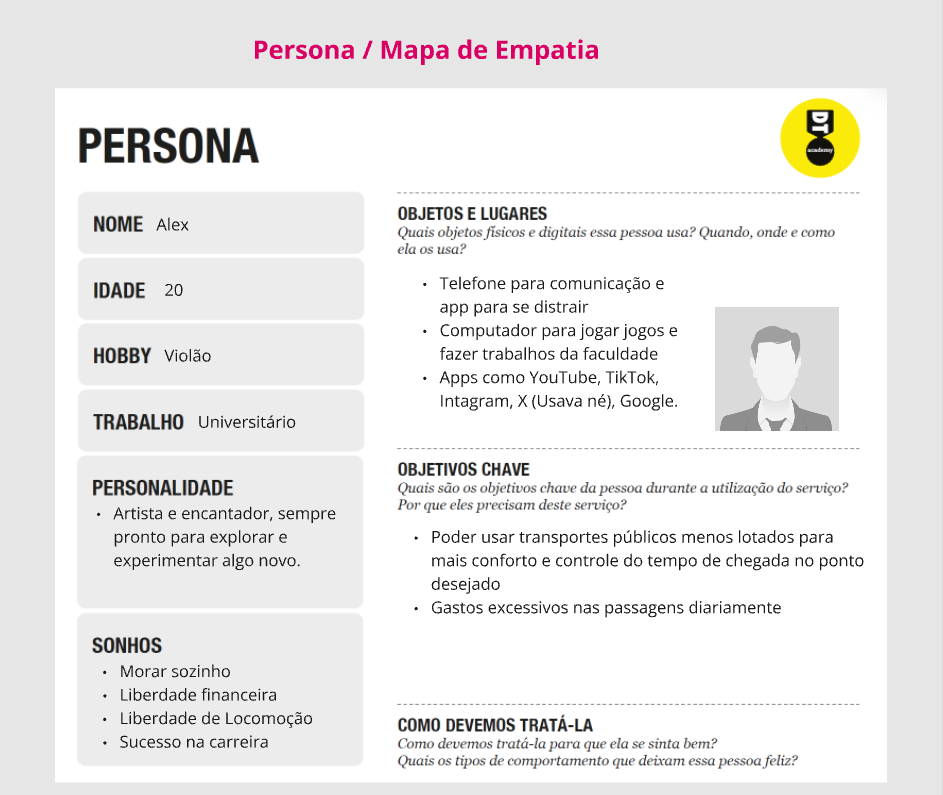 Persona / Mapa de Empatia
PERSONA
DT
academy
NOME Alex
IDADE 20
HOBBY Violão
TRABALHO Universitário
PERSONALIDADE
• Artista e encantador, sempre
pronto para explorar e
experimentar algo novo.
SONHOS
• Morar sozinho
• Liberdade financeira
• Liberdade de Locomoção
• Sucesso na carreira
OBJETOS E LUGARES
Quais objetos físicos e digitais essa pessoa usa? Quando, onde e como
ela os usa?
• Telefone para comunicação e
app para se distrair
• Computador para jogar jogos e
fazer trabalhos da faculdade
• Apps como YouTube, TikTok,
Intagram, X (Usava né), Google.
OBJETIVOS CHAVE
Quais são os objetivos chave da pessoa durante a utilização do serviço?
Por que eles precisam deste serviço?
• Poder usar transportes públicos menos lotados para
mais conforto e controle do tempo de chegada no ponto
desejado
• Gastos excessivos nas passagens diariamente
COMO DEVEMOS TRATÁ-LA
Como devemos tratá-la para que ela se sinta bem?
Quais os tipos de comportamento que deixam essa pessoa feliz?